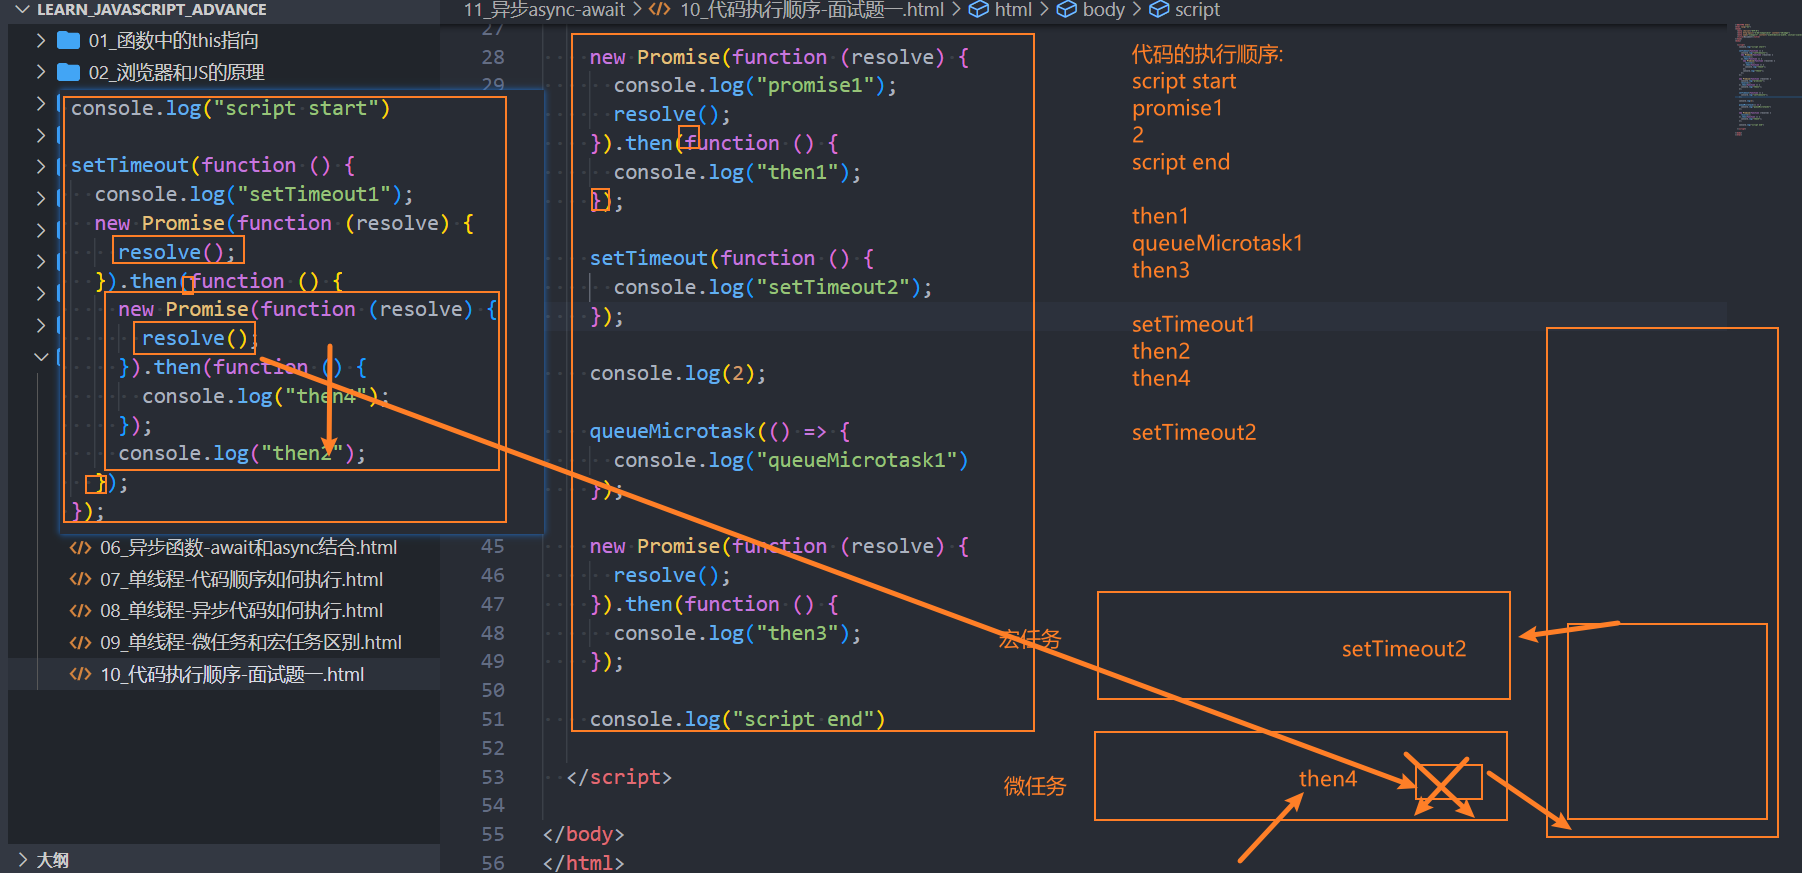 LEARN_JAVASCRIPT_ADVANCE
01_函数中的this指向
02_浏览器和JS的原理
console.log("script start")
setTimeout(function () {
console.log("setTimeout1");
new Promise(function (resolve) {
resolve();
}).then(function () {
new Promise(function (resolve) {
resolve();
}).then(function () {
console.log("then4");
});
console.log("then2");
});
});
06_异步函数-await和async结合.html
07_单线程-代码顺序如何执行.html
08_单线程-异步代码如何执行.html
09_单线程-微任务和宏任务区别.html
10_代码执行顺序-面试题一.html
大纲
11_异步async-await > 10_代码执行顺序-面试题一.html > html > body > script
27
28 new Promise(function (resolve) {
29 console.log("promise1");
resolve();
}).then(function () {
console.log("then1");
});
setTimeout(function () {
console.log("setTimeout2");
});
console.log(2);
queueMicrotask(() => {
console.log("queueMicrotask1")
});
45 new Promise(function (resolve) {
46 resolve();
47 }).then(function () {
48 console.log("then3");
49 });
50
51 console.log("script end")
52
53 </script>
54
55 </body>
56 </html>
代码的执行顺序:
script start
promise1
2
script end
then1
queueMicrotask1
then3
setTimeout1
then2
then4
setTimeout2
宏任务
setTimeout2
微任务
then4